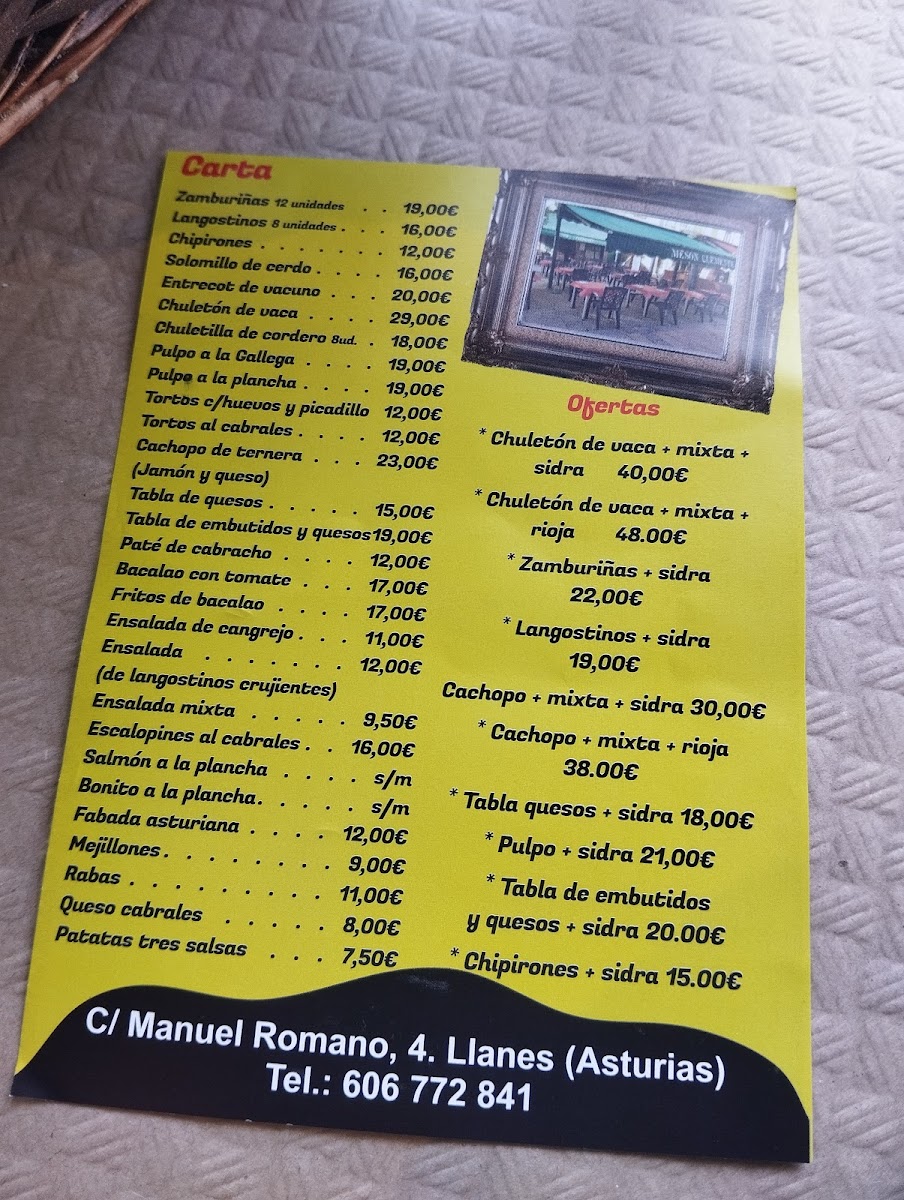 Carta
Zamburiñas 12 unidades . . 19,00€
Langostinos 8 unidades . . . 16,00€
Chipirones . . . . . . . 12,00€
Solomillo de cerdo . . . . 16,00€
Entrecot de vacuno . . . 20,00€
Chuletón de vaca . . . . 29,00€
Chuletilla de cordero 8ud. . 18,00€
Pulpo a la Gallega . . . . 19,00€
Pulpo a la plancha . . . . 19,00€
Tortos c/huevos y picadillo 12,00€
Tortos al cabrales . . . . 12,00€
Cachopo de ternera . . . 23,00€
(Jamón y queso)
Tabla de quesos . . . . . 15,00€
Tabla de embutidos y quesos 19,00€
Paté de cabracho . . . . 12,00€
Bacalao con tomate . . . 17,00€
Fritos de bacalao . . . . 17,00€
Ensalada de cangrejo . . . 11,00€
Ensalada . . . . . . . 12,00€
(de langostinos crujientes)
Ensalada mixta . . . . . 9,50€
Escalopines al cabrales . . 16,00€
Salmón a la plancha . . . . s/m
Bonito a la plancha . . . . . s/m
Fabada asturiana . . . . 12,00€
Mejillones . . . . . . . . 9,00€
Rabas . . . . . . . . . 11,00€
Queso cabrales . . . . . 8,00€
Patatas tres salsas . . . 7,50€
Ofertas
* Chuletón de vaca + mixta +
sidra 40,00€
* Chuletón de vaca + mixta +
rioja 48.00€
* Zamburiñas + sidra
22,00€
* Langostinos + sidra
19,00€
Cachopo + mixta + sidra 30,00€
* Cachopo + mixta + rioja
38.00€
* Tabla quesos + sidra 18,00€
* Pulpo + sidra 21,00€
* Tabla de embutidos
y quesos + sidra 20.00€
* Chipirones + sidra 15.00€
C/ Manuel Romano, 4. Llanes (Asturias)
Tel.: 606 772 841